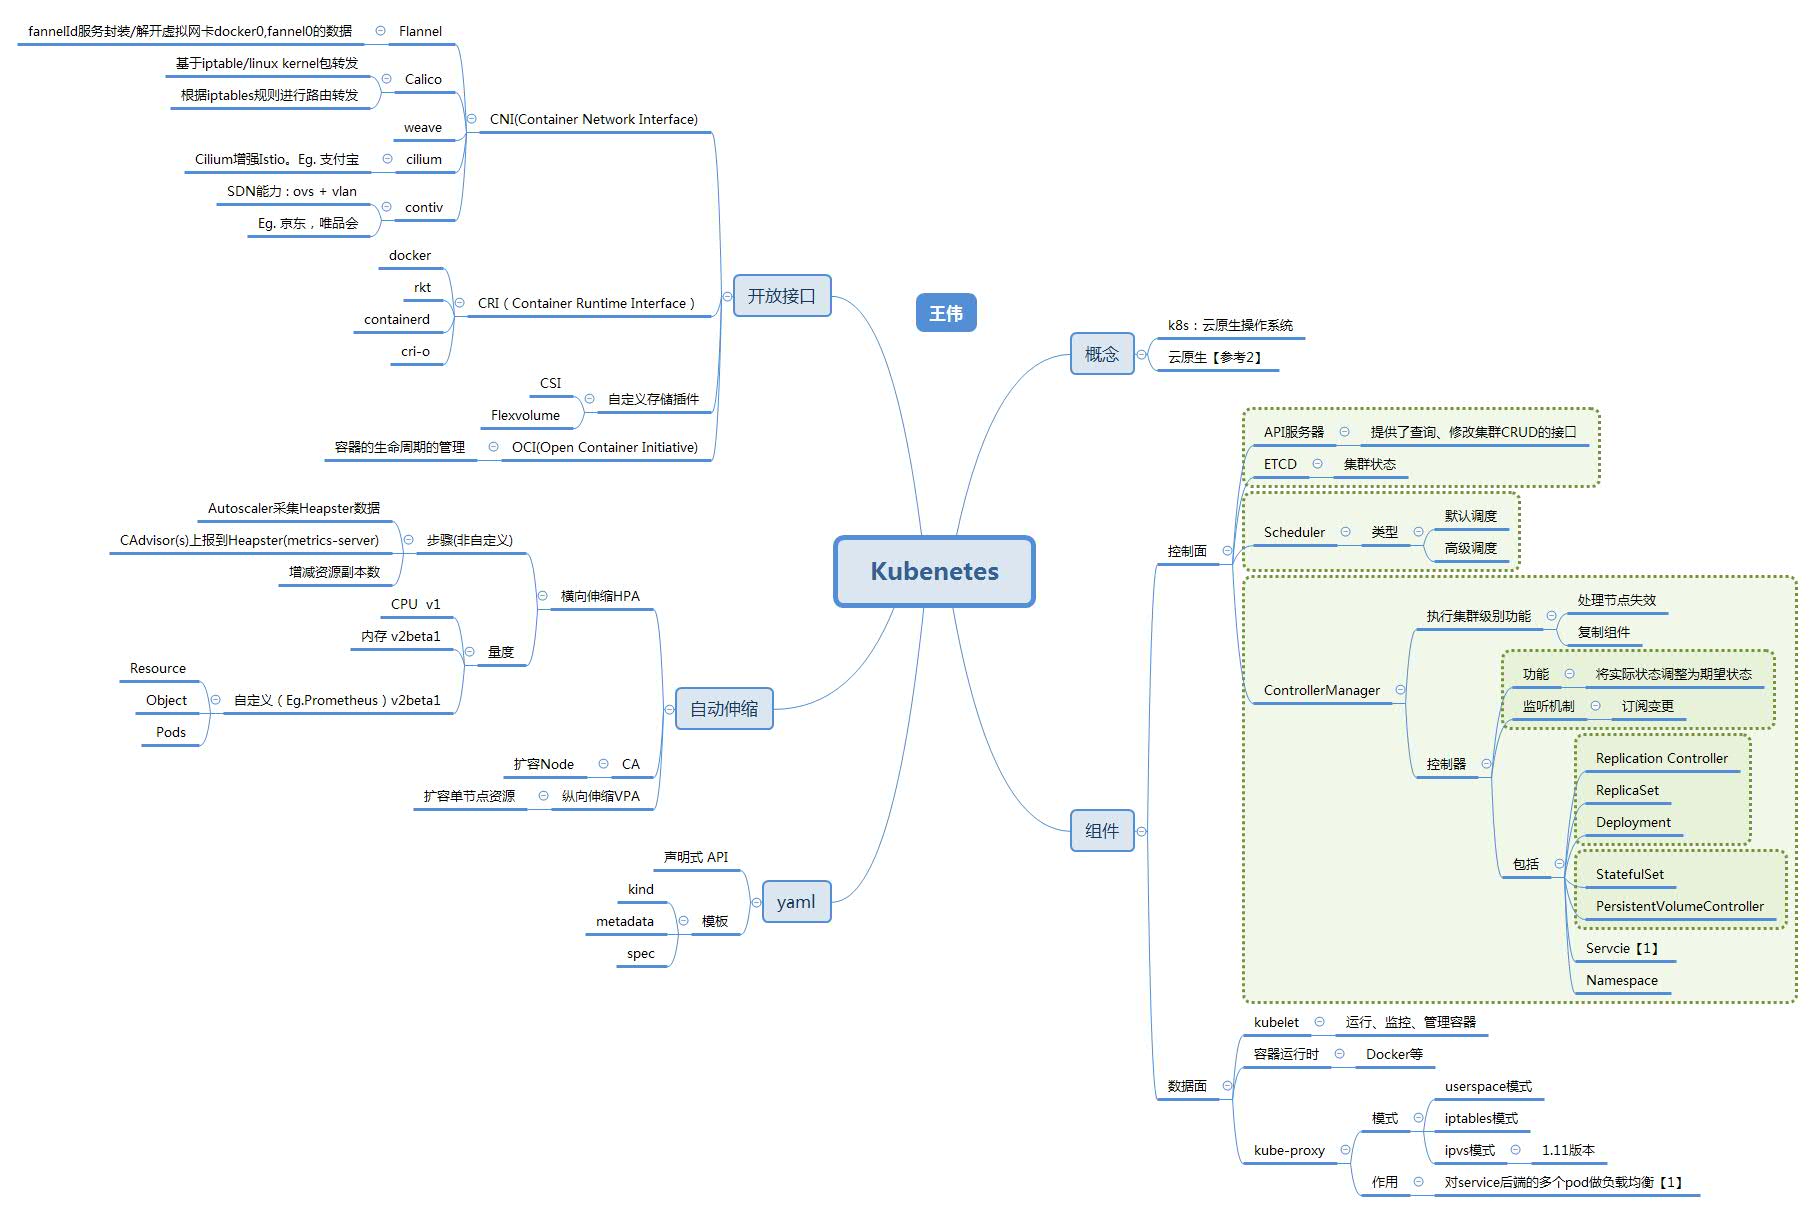 Kubenetes
王伟
开放接口
CNI(Container Network Interface)
Flannel
fannelId服务封装/解开虚拟网卡docker0,fannel0的数据
Calico
基于iptable/linux kernel包转发
根据iptables规则进行路由转发
weave
cilium
Cilium增强Istio。Eg. 支付宝
contiv
SDN能力：ovs + vlan
Eg. 京东，唯品会
CRI（Container Runtime Interface）
docker
rkt
containerd
cri-o
自定义存储插件
CSI
Flexvolume
OCI(Open Container Initiative)
容器的生命周期的管理
自动伸缩
横向伸缩HPA
步骤(非自定义)
Autoscaler采集Heapster数据
CAdvisor(s)上报到Heapster(metrics-server)
增减资源副本数
量度
CPU v1
内存 v2beta1
自定义（Eg.Prometheus）v2beta1
Resource
Object
Pods
CA
扩容Node
纵向伸缩VPA
扩容单节点资源
yaml
声明式 API
模板
kind
metadata
spec
概念
k8s：云原生操作系统
云原生【参考2】
组件
控制面
API服务器
提供了查询、修改集群CRUD的接口
ETCD
集群状态
Scheduler
类型
默认调度
高级调度
ControllerManager
执行集群级别功能
处理节点失效
复制组件
控制器
功能
将实际状态调整为期望状态
监听机制
订阅变更
包括
Replication Controller
ReplicaSet
Deployment
StatefulSet
PersistentVolumeController
Servcie【1】
Namespace
数据面
kubelet
运行、监控、管理容器
容器运行时
Docker等
kube-proxy
模式
userspace模式
iptables模式
ipvs模式
1.11版本
作用
对service后端的多个pod做负载均衡【1】